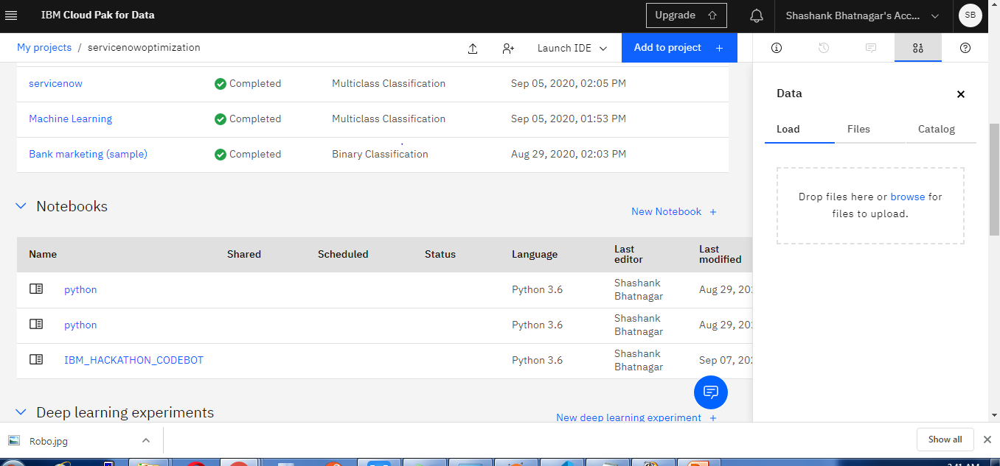 IBM Cloud Pak for Data
Upgrade
Shashank Bhatnagar's Acc...
SB
My projects / servicenowoptimization
Launch IDE
Add to project +
servicenow Completed Multiclass Classification Sep 05, 2020, 02:05 PM
Machine Learning Completed Multiclass Classification Sep 05, 2020, 01:53 PM
Bank marketing (sample) Completed Binary Classification Aug 29, 2020, 02:03 PM
Notebooks
New Notebook +
Name Shared Scheduled Status Language Last editor Last modified
python Python 3.6 Shashank Bhatnagar Aug 29, 20
python Python 3.6 Shashank Bhatnagar Aug 29, 20
IBM_HACKATHON_CODEBOT Python 3.6 Shashank Bhatnagar Sep 07, 20
Deep learning experiments
New deep learning experiment +
Data
Load Files Catalog
Drop files here or browse for
files to upload.
Robo.jpg
Show all